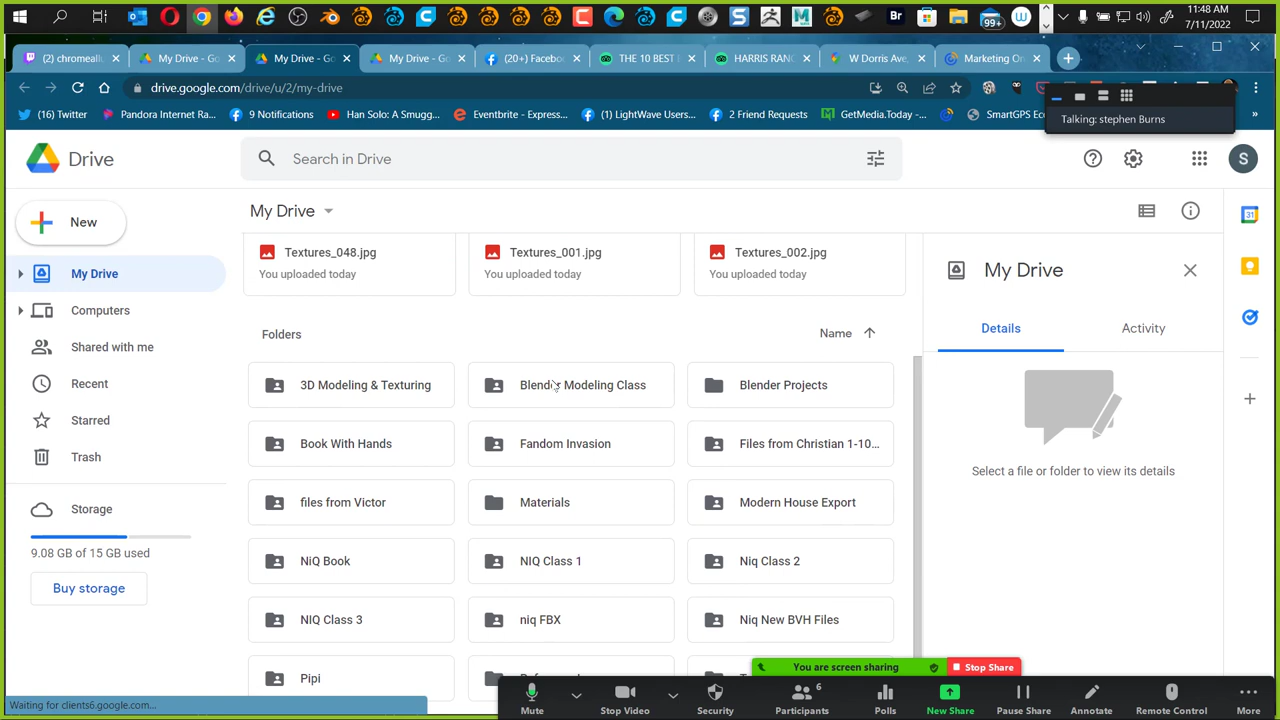 99+
Br
W
11:48 AM
7/11/2022
(2) chromeallu
My Drive - Go
My Drive - G
My Drive - Go
(20+) Faceboo
THE 10 BEST
HARRIS RANC
W Dorris Ave,
Marketing On
drive.google.com/drive/u/2/my-drive
(16) Twitter
Pandora Internet Ra...
9 Notifications
Han Solo: A Smugg...
Eventbrite - Express...
(1) LightWave Users...
2 Friend Requests
GetMedia.Today -...
SmartGPS Ec
Talking: stephen Burns
Drive
Search in Drive
S
New
My Drive
31
Textures_048.jpg
Textures_001.jpg
Textures_002.jpg
You uploaded today
You uploaded today
You uploaded today
My Drive
My Drive
Computers
Shared with me
Recent
Starred
Trash
Storage
9.08 GB of 15 GB used
Buy storage
Folders
Name
Details
Activity
3D Modeling & Texturing
Blender Modeling Class
Blender Projects
Book With Hands
Fandom Invasion
Files from Christian 1-10...
files from Victor
Materials
Modern House Export
NiQ Book
NIQ Class 1
Niq Class 2
NIQ Class 3
niq FBX
Niq New BVH Files
Pipi
Select a file or folder to view its details
You are screen sharing
Stop Share
Waiting for clients6.google.com...
Mute
Stop Video
Security
6
Participants
Polls
New Share
Pause Share
Annotate
Remote Control
More